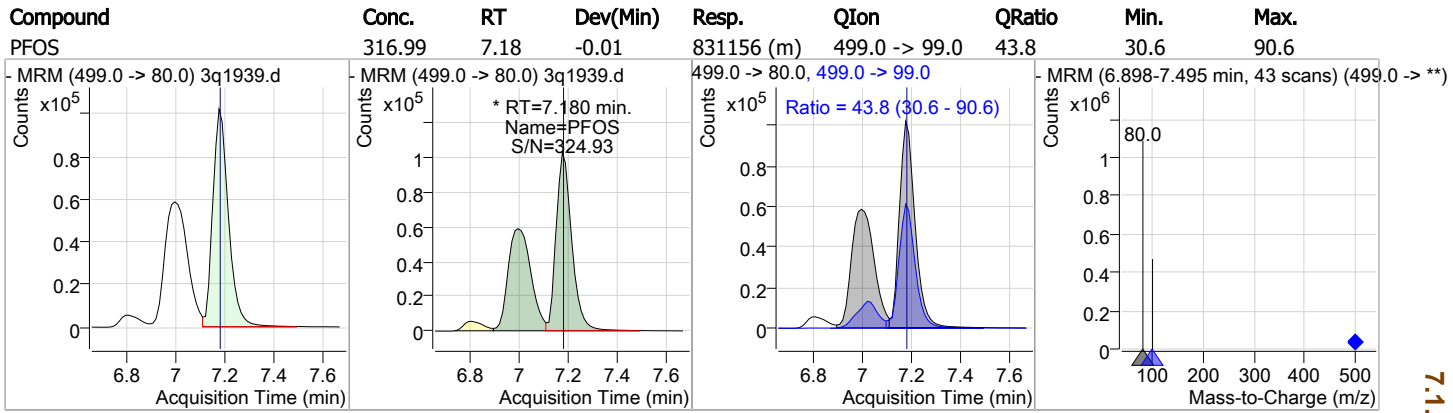 Compound Conc. RT Dev(Min) Resp. QIon QRatio Min. Max.
PFOS 316.99 7.18 -0.01 831156 (m) 499.0 -> 99.0 43.8 30.6 90.6
- MRM (499.0 -> 80.0) 3q1939.d
Counts
x10⁵
0.8
0.6
0.4
0.2
0
6.8 7 7.2 7.4 7.6
Acquisition Time (min)
- MRM (499.0 -> 80.0) 3q1939.d
Counts
x10⁵
* RT=7.180 min.
Name=PFOS
S/N=324.93
1
0.8
0.6
0.4
0.2
0
6.8 7 7.2 7.4 7.6
Acquisition Time (min)
499.0 -> 80.0, 499.0 -> 99.0
Counts
x10⁵
Ratio = 43.8 (30.6 - 90.6)
0.8
0.6
0.4
0.2
0
6.8 7 7.2 7.4 7.6
Acquisition Time (min)
- MRM (6.898-7.495 min, 43 scans) (499.0 -> **)
Counts
x10⁶
80.0
1
0.8
0.6
0.4
0.2
0
100 200 300 400 500
Mass-to-Charge (m/z)